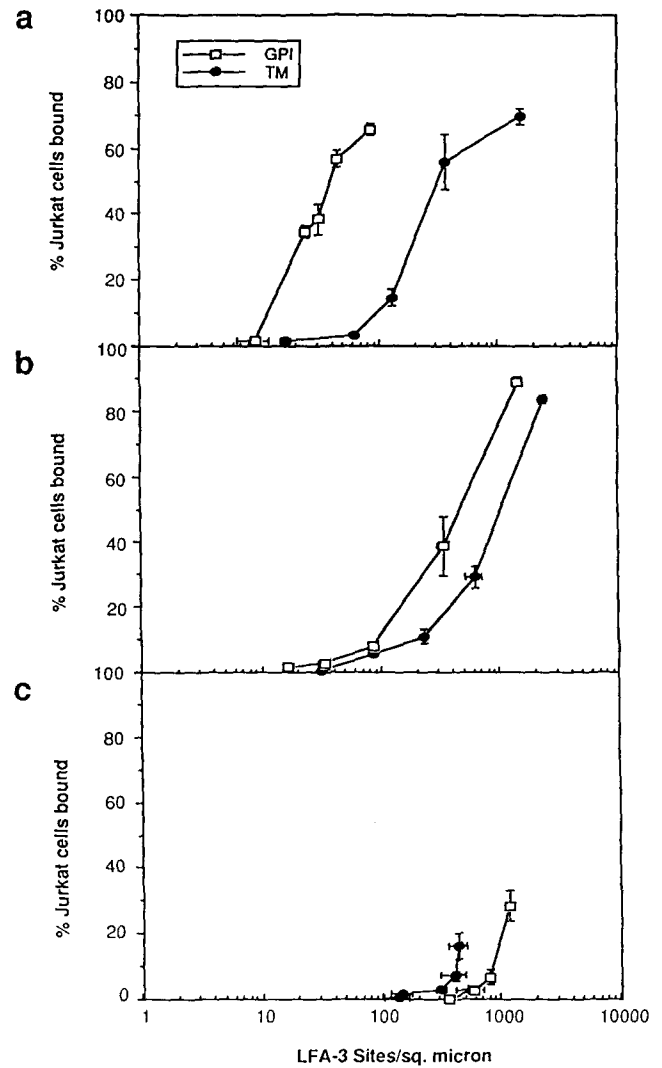 a
100
80
60
40
20
% Jurkat cells bound
GPI
TM
b
100
80
60
40
20
% Jurkat cells bound
c
100
80
60
40
20
0
% Jurkat cells bound
1 10 100 1000 10000
LFA-3 Sites/sq. micron